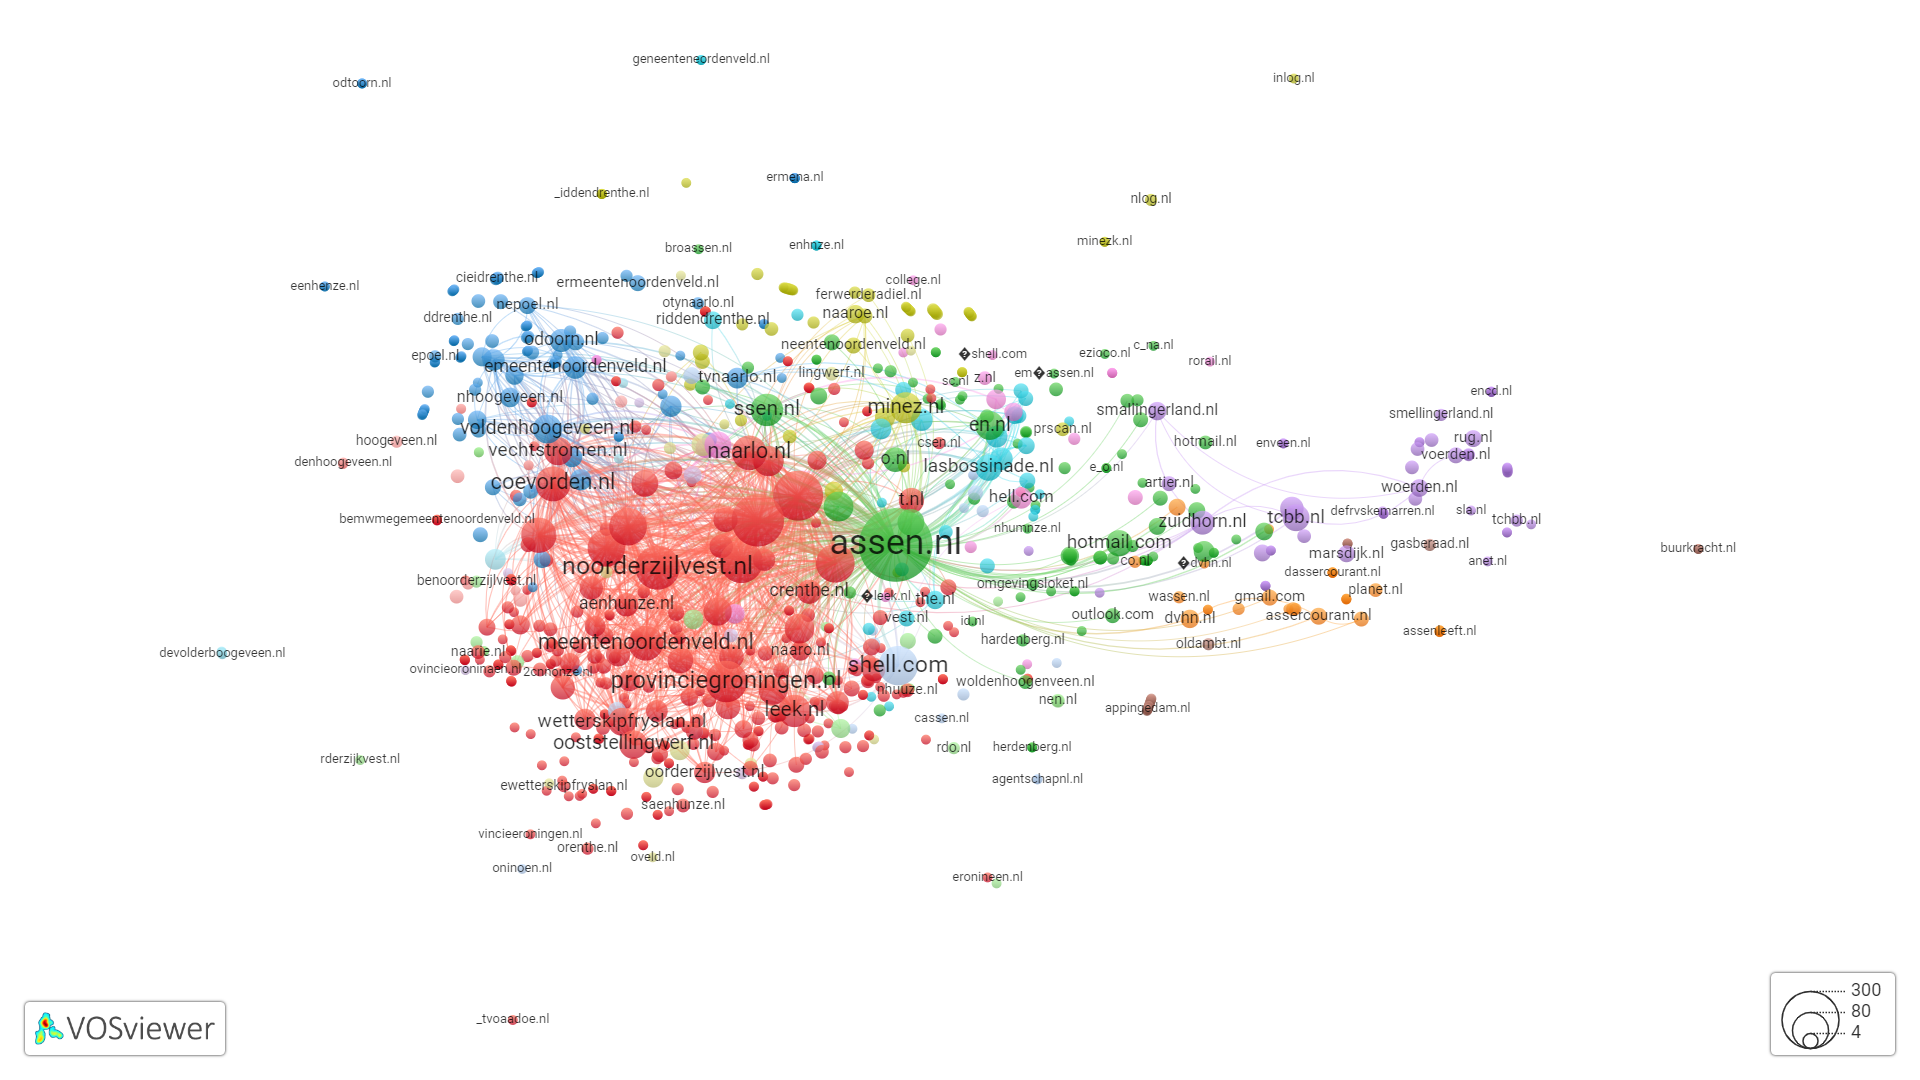 geneenteneordenveld.nl
odtoorn.nl
inlog.nl
ermena.nl
_iddendrenthe.nl
nlog.nl
minezk.nl
broassen.nl
enhnze.nl
cieidrenthe.nl
ermeentenoordenveld.nl
college.nl
eenhenze.nl
ferwerderadiel.nl
nepoel.nl
otynaarlo.nl
naaroe.nl
ddrenthe.nl
riddendrenthe.nl
odoorn.nl
neentenoordenveld.nl
c_na.nl
epoel.nl
�shell.com
ezioco.nl
rorail.nl
emeentenoordenveld.nl
tvnaarlo.nl
lingwerf.nl
sc.nl
z.nl
em�assen.nl
encd.nl
nhoogeveen.nl
ssen.nl
minez.nl
smallingerland.nl
smellingerland.nl
voldenhoogeveen.nl
en.nl
prscan.nl
hoogeveen.nl
csen.nl
hotmail.nl
enveen.nl
rug.nl
vechtstromen.nl
naarlo.nl
o.nl
voerden.nl
denhoogeveen.nl
lasbossinade.nl
e_o.nl
coevorden.nl
artier.nl
woerden.nl
t.nl
hell.com
bemwmegemeentenoordenveld.nl
nhumnze.nl
zuidhorn.nl
tcbb.nl
defrvskemarren.nl
sla.nl
tchbb.nl
assen.nl
hotmail.com
gasberaad.nl
buurkracht.nl
noorderzijlvest.nl
co.nl
�dvhn.nl
marsdijk.nl
anet.nl
benoorderzijlvest.nl
crenthe.nl
omgevingsloket.nl
dassercourant.nl
aenhunze.nl
�leek.nl
the.nl
wassen.nl
gmail.com
planet.nl
vest.nl
id.nl
outlook.com
dvhn.nl
assercourant.nl
meentenoordenveld.nl
hardenberg.nl
oldambt.nl
assenleeft.nl
devolderboogeveen.nl
naarie.nl
naaro.nl
ovincieoroninaen.nl
2cnnonze.nl
shell.com
provinciegroningen.nl
nhuuze.nl
woldenhoogenveen.nl
leek.nl
nen.nl
appingedam.nl
wetterskipfryslan.nl
cassen.nl
ooststellingwerf.nl
rdo.nl
herdenberg.nl
rderzijkvest.nl
oorderzijlvest.nl
agentschapnl.nl
ewetterskipfryslan.nl
saenhunze.nl
vincieeroningen.nl
orenthe.nl
oveld.nl
oninoen.nl
eronineen.nl
_tvoaadoe.nl
VOSviewer
300
80
4